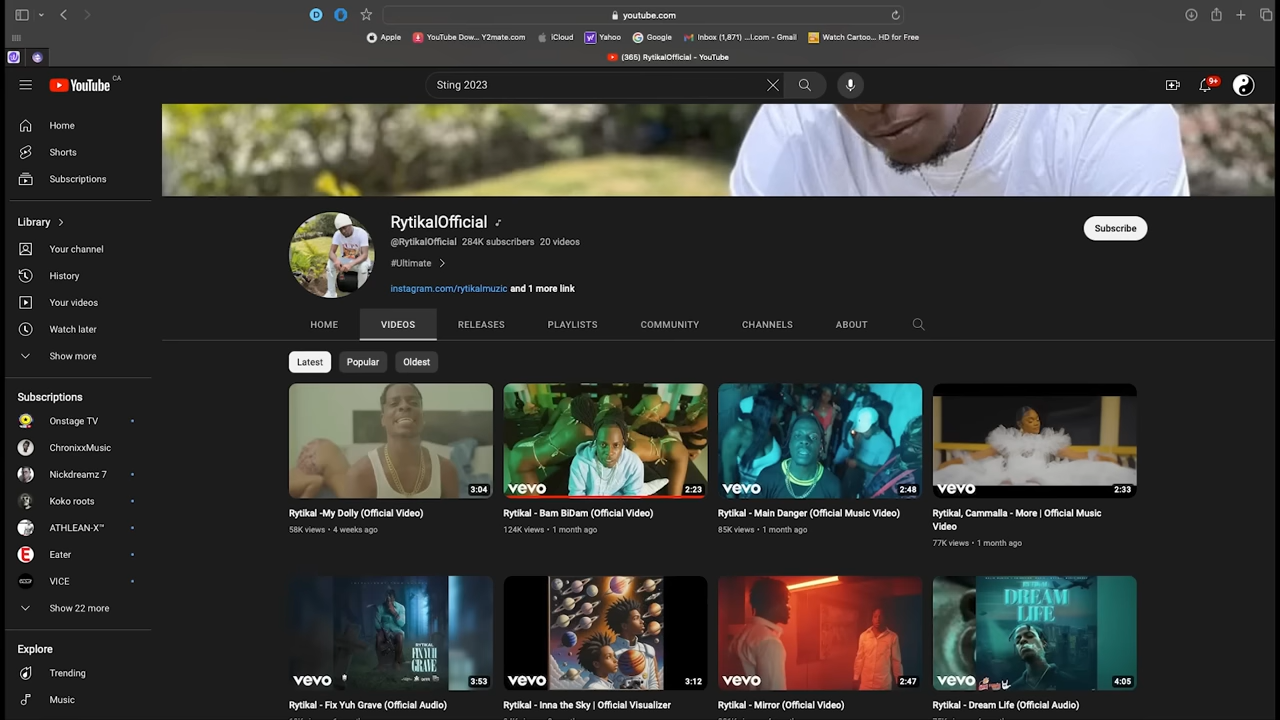 youtube.com
Apple
YouTube Dow... Y2mate.com
iCloud
Yahoo
Google
Inbox (1,871) ...l.com - Gmail
Watch Cartoo... HD for Free
(365) RytikalOfficial - YouTube
YouTube CA
Sting 2023
9+
Home
Shorts
Subscriptions
Library
Your channel
History
Your videos
Watch later
Show more
Subscriptions
Onstage TV
ChronixxMusic
Nickdreamz 7
Koko roots
ATHLEAN-X™
Eater
VICE
Show 22 more
Explore
Trending
Music
RytikalOfficial
@RytikalOfficial 284K subscribers 20 videos
#Ultimate
instagram.com/rytikalmuzic and 1 more link
Subscribe
HOME VIDEOS RELEASES PLAYLISTS COMMUNITY CHANNELS ABOUT
Latest Popular Oldest
3:04
Rytikal -My Dolly (Official Video)
58K views • 4 weeks ago
vevo
2:23
Rytikal - Bam BiDam (Official Video)
124K views • 1 month ago
vevo
2:48
Rytikal - Main Danger (Official Music Video)
85K views • 1 month ago
vevo
2:33
Rytikal, Cammalla - More | Official Music
Video
77K views • 1 month ago
RYTIKAL
FIX YUH
GRAVE
vevo
3:53
Rytikal - Fix Yuh Grave (Official Audio)
vevo
3:12
Rytikal - Inna the Sky | Official Visualizer
vevo
2:47
Rytikal - Mirror (Official Video)
RYTIKAL
DREAM
LIFE
vevo
4:05
Rytikal - Dream Life (Official Audio)